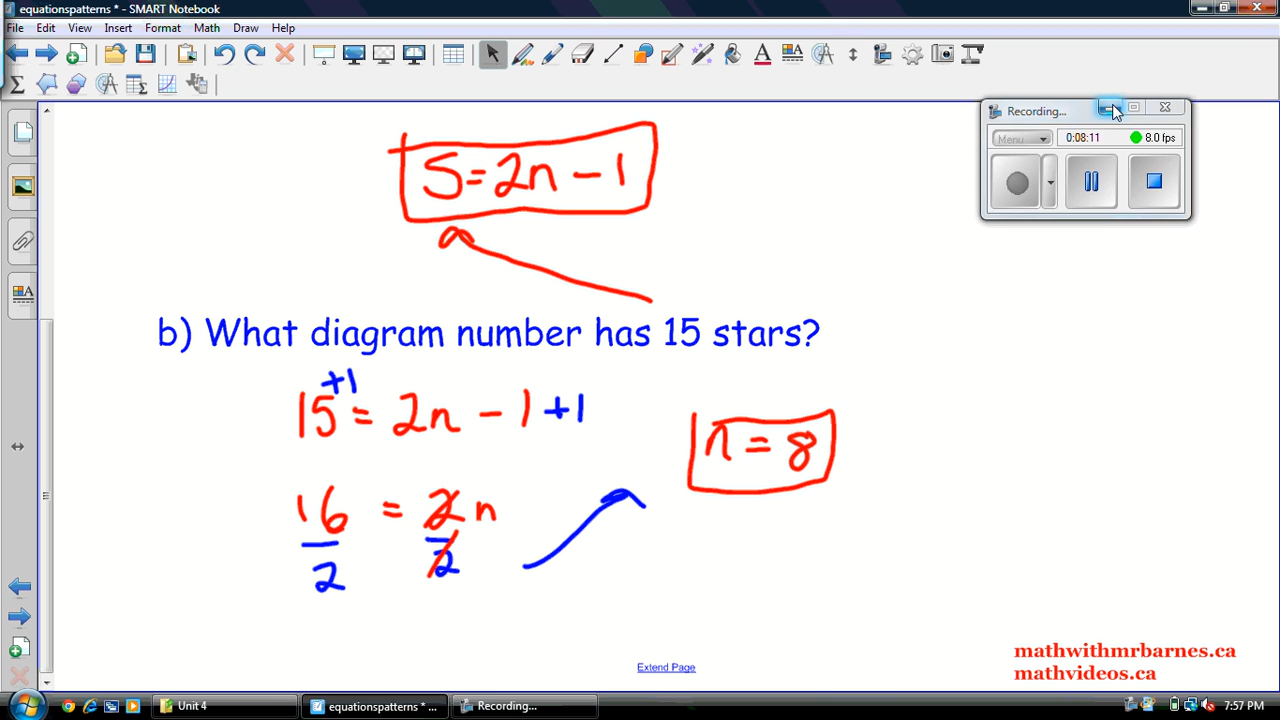 equationspatterns * - SMART Notebook
File Edit View Insert Format Math Draw Help
Recording...
Menu 0:08:11 8.0 fps
S=2n-1
b) What diagram number has 15 stars?
+1
15 = 2n - 1 +1
n = 8
16 = 2n
2 2
Extend Page
mathwithmrbarnes.ca
mathvideos.ca
Unit 4 equationspatterns * ... Recording... 7:57 PM